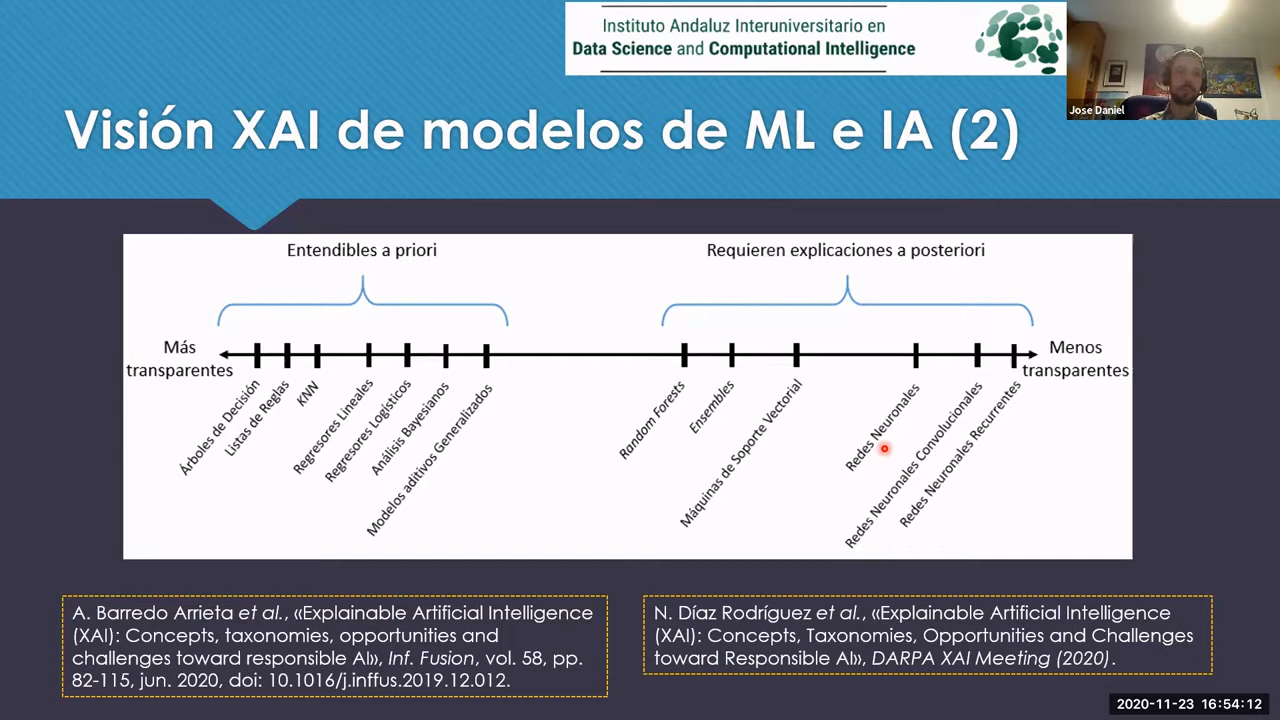 Instituto Andaluz Interuniversitario en
Data Science and Computational Intelligence
Jose Daniel
Visión XAI de modelos de ML e IA (2)
Entendibles a priori
Requieren explicaciones a posteriori
Más
transparentes
Menos
transparentes
Árboles de Decisión
Listas de Reglas
KNN
Regresores Lineales
Regresores Logísticos
Análisis Bayesianos
Modelos aditivos Generalizados
Random Forests
Ensembles
Máquinas de Soporte Vectorial
Redes Neuronales
Redes Neuronales Convolucionales
Redes Neuronales Recurrentes
A. Barredo Arrieta et al., «Explainable Artificial Intelligence
(XAI): Concepts, taxonomies, opportunities and
challenges toward responsible AI», Inf. Fusion, vol. 58, pp.
82-115, jun. 2020, doi: 10.1016/j.inffus.2019.12.012.
N. Díaz Rodríguez et al., «Explainable Artificial Intelligence
(XAI): Concepts, Taxonomies, Opportunities and Challenges
toward Responsible AI», DARPA XAI Meeting (2020).
2020-11-23 16:54:12